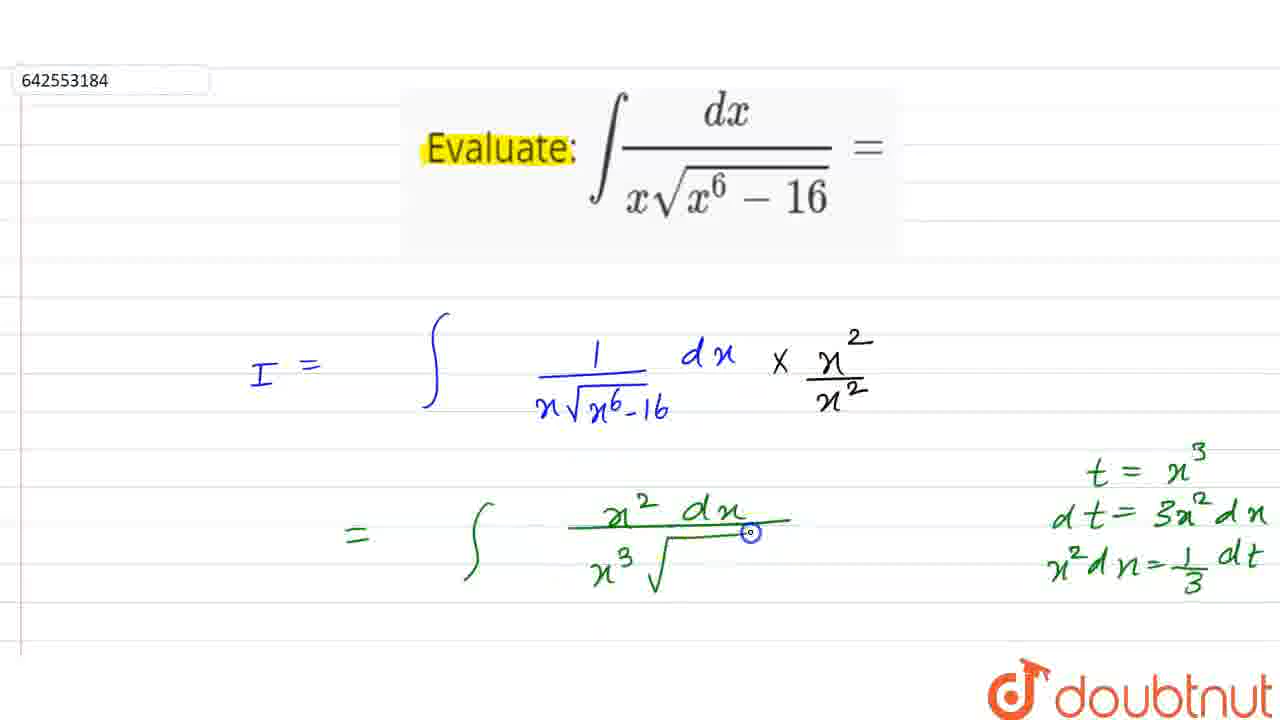 642553184
Evaluate: ∫ dx / (x√(x⁶ − 16)) =
I = ∫ 1 / (x√(x⁶ - 16)) dx × x² / x²
t = x³
= ∫ x² dx / (x³√ )
dt = 3x² dx
x² dx = 1/3 dt
doubtnut